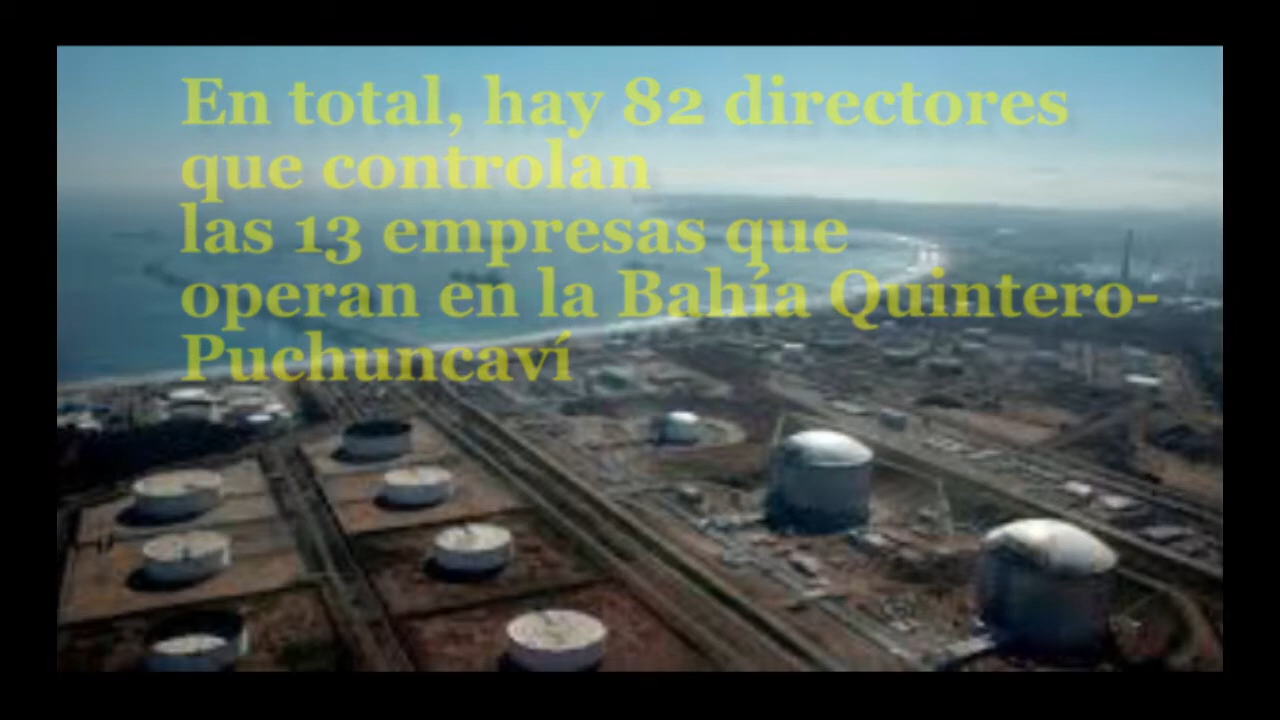 En total, hay 82 directores
que controlan
las 13 empresas que
operan en la Bahía Quintero-
Puchuncaví